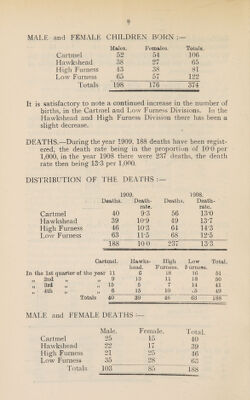 9
MALE and FEMALE CHILDREN BORN :—
Males. Females. Totals.
Cartmel 52 54 106
Hawkshead 38 27 65
High Furness 43 38 81
Low Furness 65 57 122
Totals 198 176 374
It is satisfactory to note a continued increase in the number of
births, in the Cartmel and Low Furness Divisions. In the
Hawkshead and High Furness Division there has been a
slight decrease.
DEATHS.—During the year 1909, 188 deaths have been regist-
ered, the death rate being in the proportion of 10·0 per
1,000, in the year 1908 there were 237 deaths, the death
rate then being 13·3 per 1,000.
DISTRIBUTION OF THE DEATHS :—
1909. 1908.
Deaths. Death- Deaths. Death-
rate. rate.
Cartmel 40 9·3 56 13·0
Hawkshead 39 10·9 49 13·7
High Furness 46 10·3 64 14·3
Low Furness 63 11·5 68 12·5
188 10·0 237 13·3
Cartmel. Hawks- High Low Total.
head. Furness. Furness.
In the 1st quarter of the year 11 6 18 16 51
„ 2nd „ „ 9 15 11 50
„ 3rd „ „ 5 7 14 41
„ 4th „ „ 6 13 10
Totals 40 39 46 63 188
MALE and FEMALE DEATHS :—
Male. Female. Total.
Cartmel 25 15 40
Hawkshead 22 17 39
High Furness 21 25 46
Low Furness 35 28 63
Totals 103 85 188